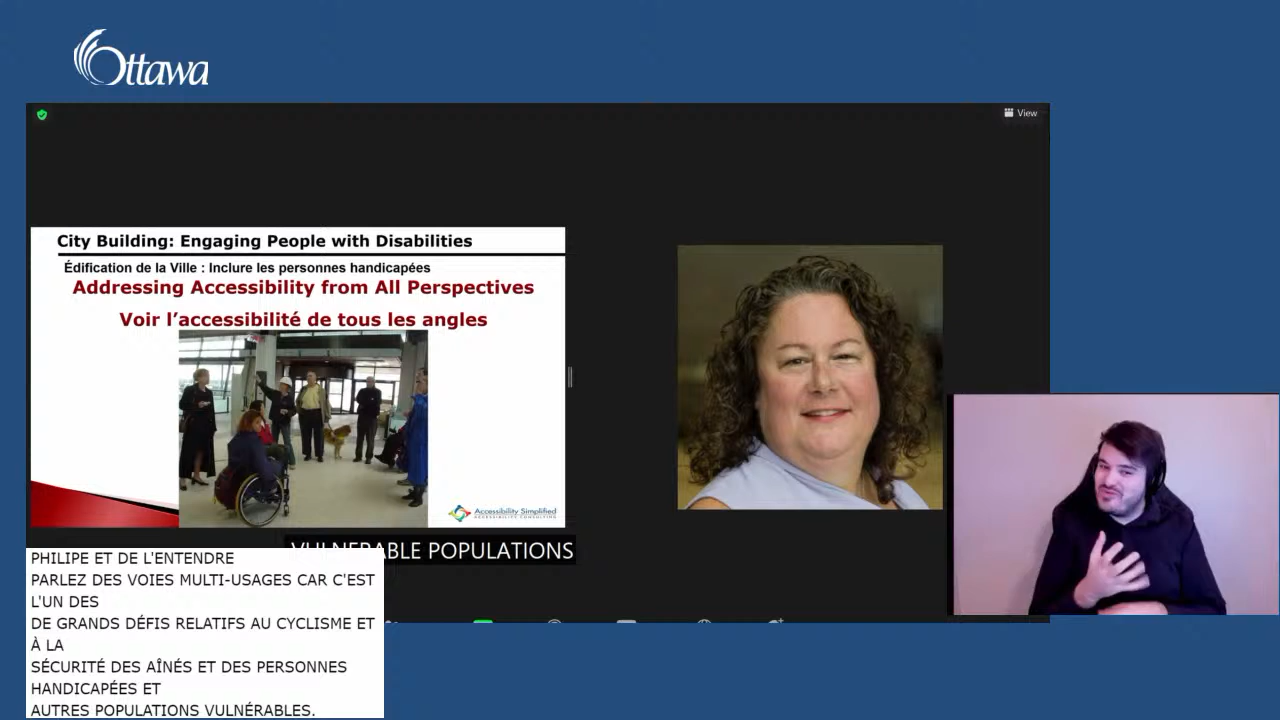 Ottawa
View
City Building: Engaging People with Disabilities
Édification de la Ville : Inclure les personnes handicapées
Addressing Accessibility from All Perspectives
Voir l’accessibilité de tous les angles
Accessibility Simplified
ACCESSIBILITY CONSULTING
VULNERABLE POPULATIONS
PHILIPE ET DE L'ENTENDRE
PARLEZ DES VOIES MULTI-USAGES CAR C'EST
L'UN DES
DE GRANDS DÉFIS RELATIFS AU CYCLISME ET
À LA
SÉCURITÉ DES AÎNÉS ET DES PERSONNES
HANDICAPÉES ET
AUTRES POPULATIONS VULNÉRABLES.